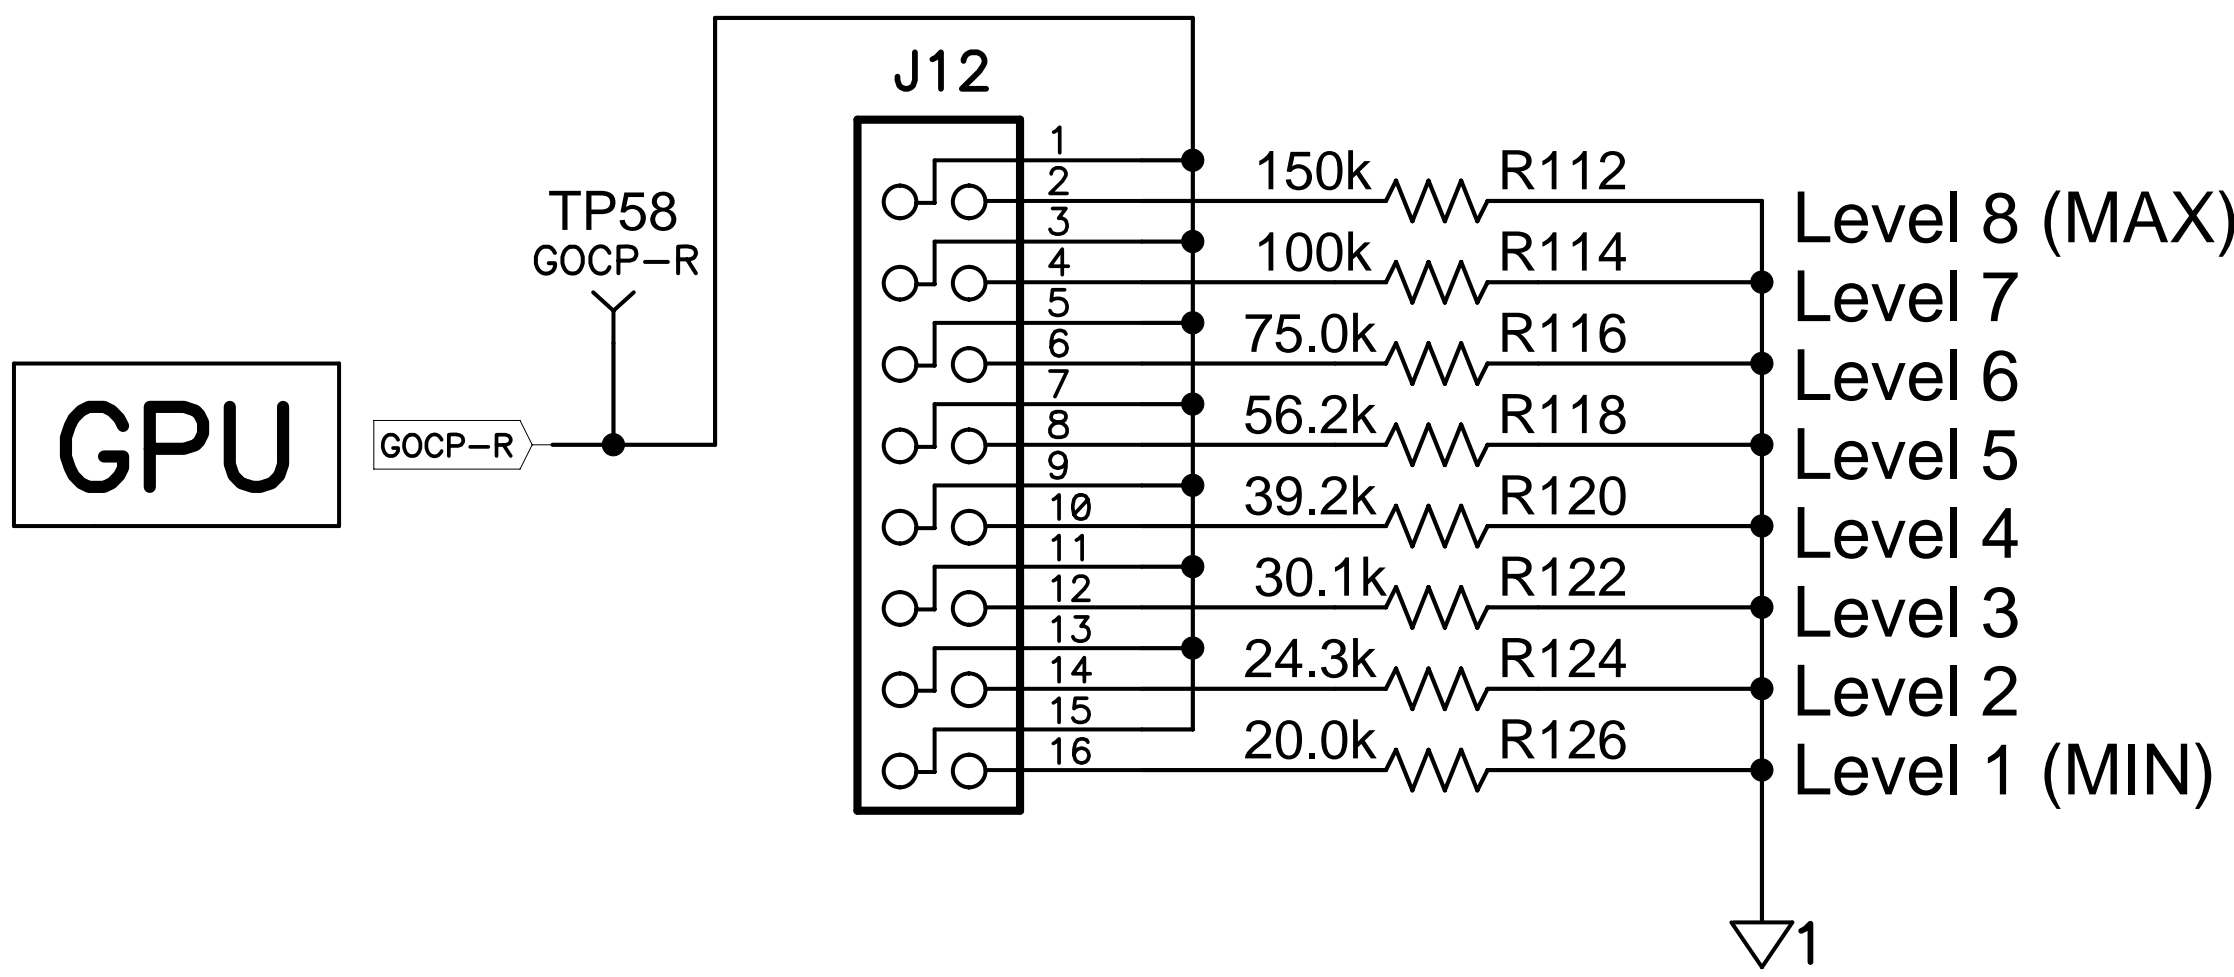 J12
1
2
150k R112
Level 8 (MAX)
TP58
GOCP-R
3
4
100k R114
Level 7
5
6
75.0k R116
Level 6
GPU
GOCP-R
7
8
56.2k R118
Level 5
9
10
39.2k R120
Level 4
11
12
30.1k R122
Level 3
13
14
24.3k R124
Level 2
15
16
20.0k R126
Level 1 (MIN)
1